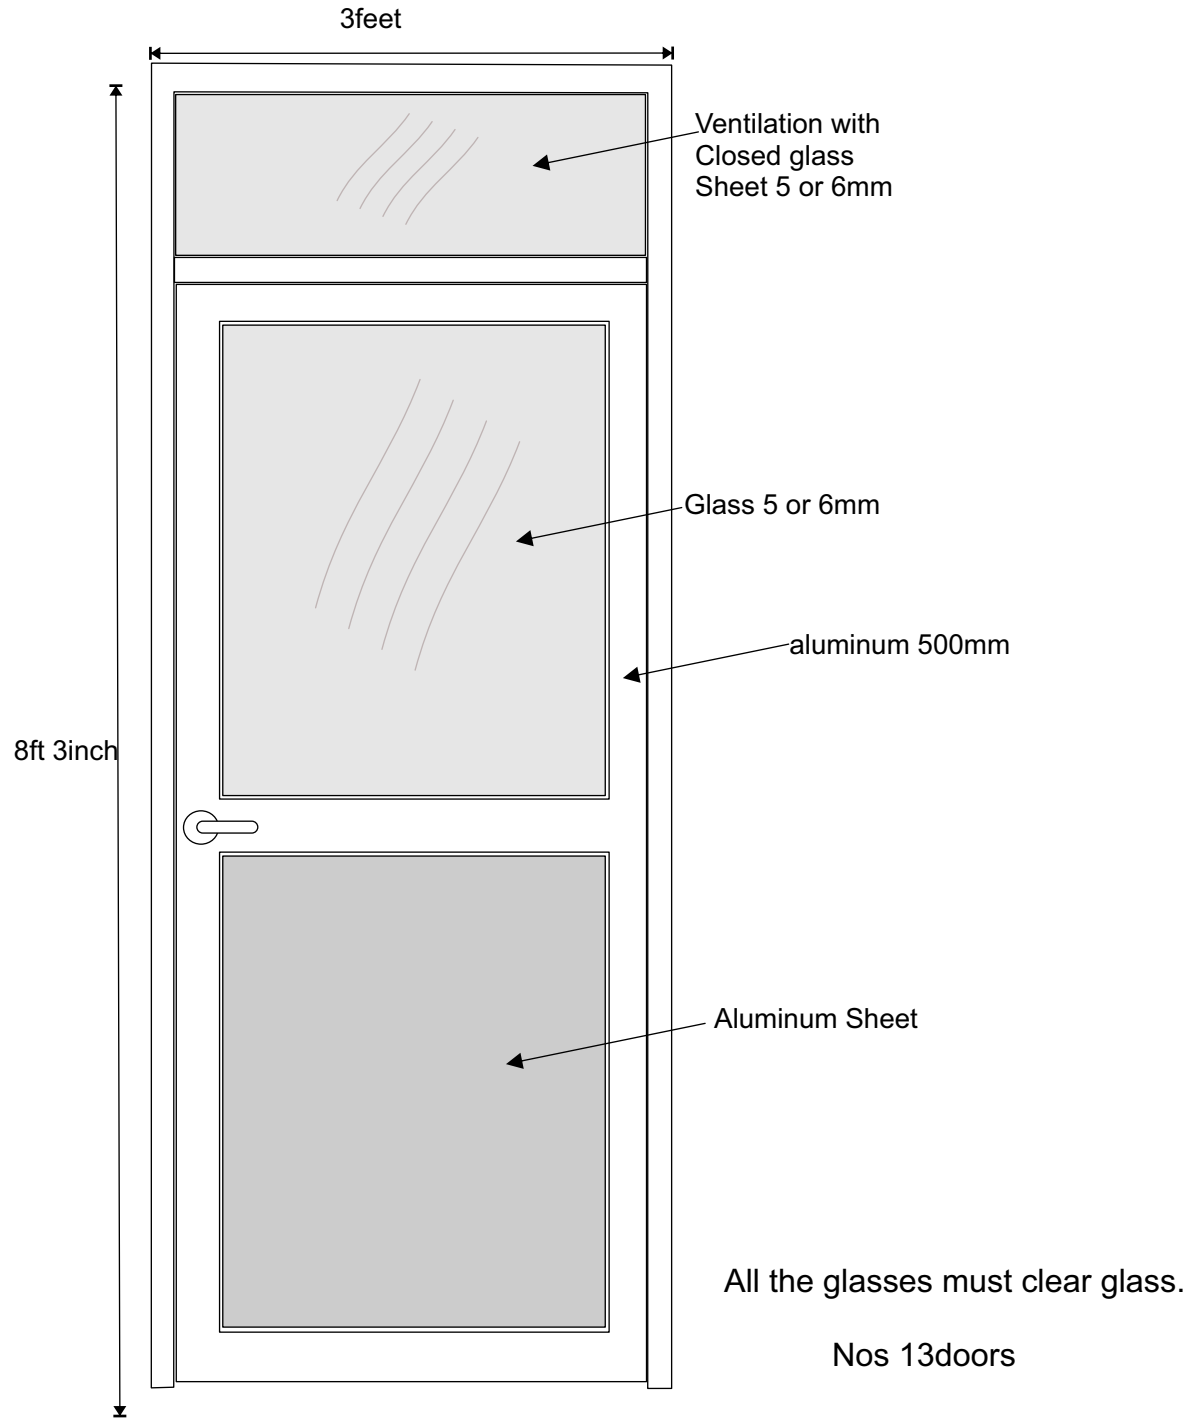 3feet
Ventilation with
Closed glass
Sheet 5 or 6mm
Glass 5 or 6mm
aluminum 500mm
8ft 3inch
Aluminum Sheet
All the glasses must clear glass.
Nos 13doors